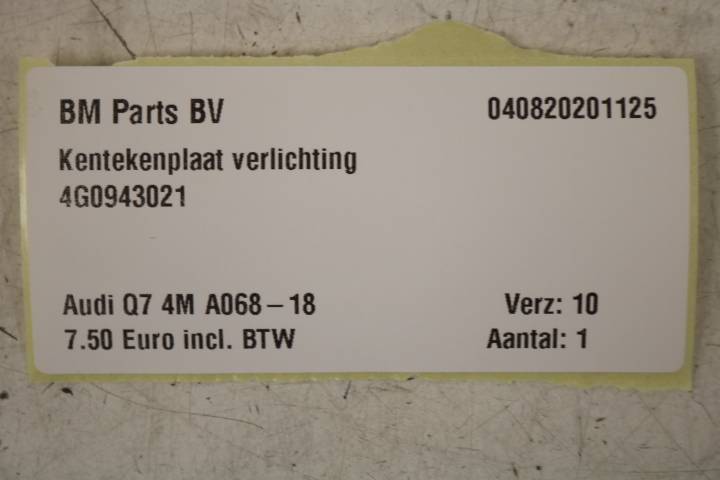 BM Parts BV 040820201125
Kentekenplaat verlichting
4G0943021
Audi Q7 4M A068-18 Verz: 10
7.50 Euro incl. BTW Aantal: 1